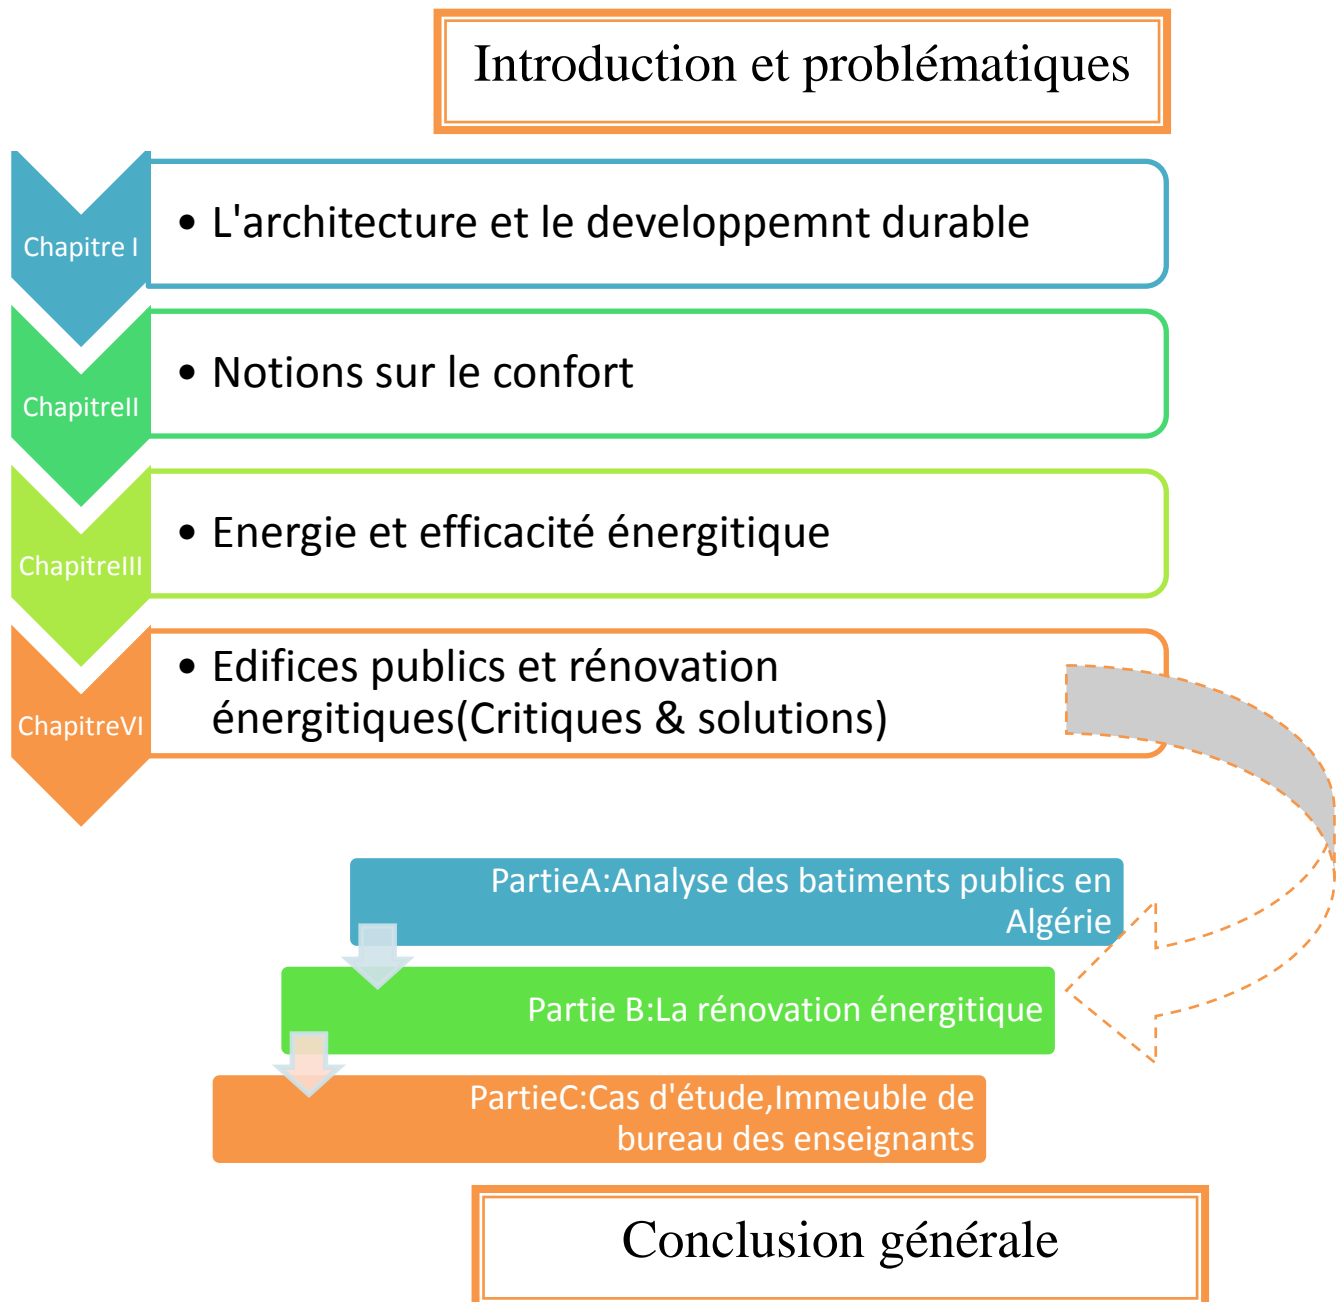 Introduction et problématiques
Chapitre I
• L'architecture et le developpemnt durable
ChapitreII
• Notions sur le confort
ChapitreIII
• Energie et efficacité énergitique
ChapitreVI
• Edifices publics et rénovation
énergitiques(Critiques & solutions)
PartieA:Analyse des batiments publics en
Algérie
Partie B:La rénovation énergitique
PartieC:Cas d'étude,Immeuble de
bureau des enseignants
Conclusion générale